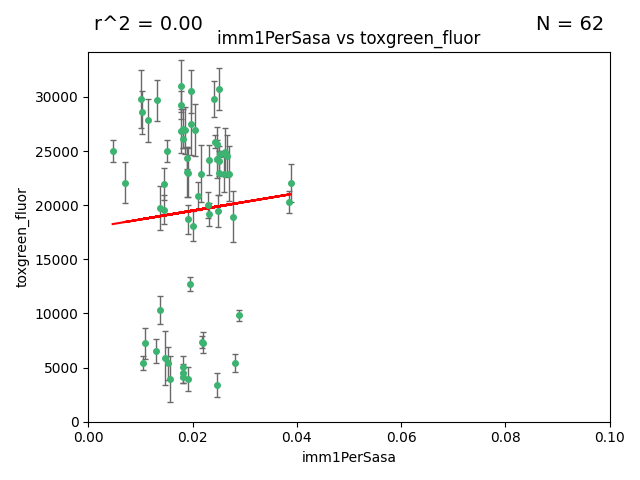 r^2 = 0.00
N = 62
imm1PerSasa vs toxgreen_fluor
30000
25000
20000
15000
10000
5000
0
toxgreen_fluor
0.00
0.02
0.04
0.06
0.08
0.10
imm1PerSasa